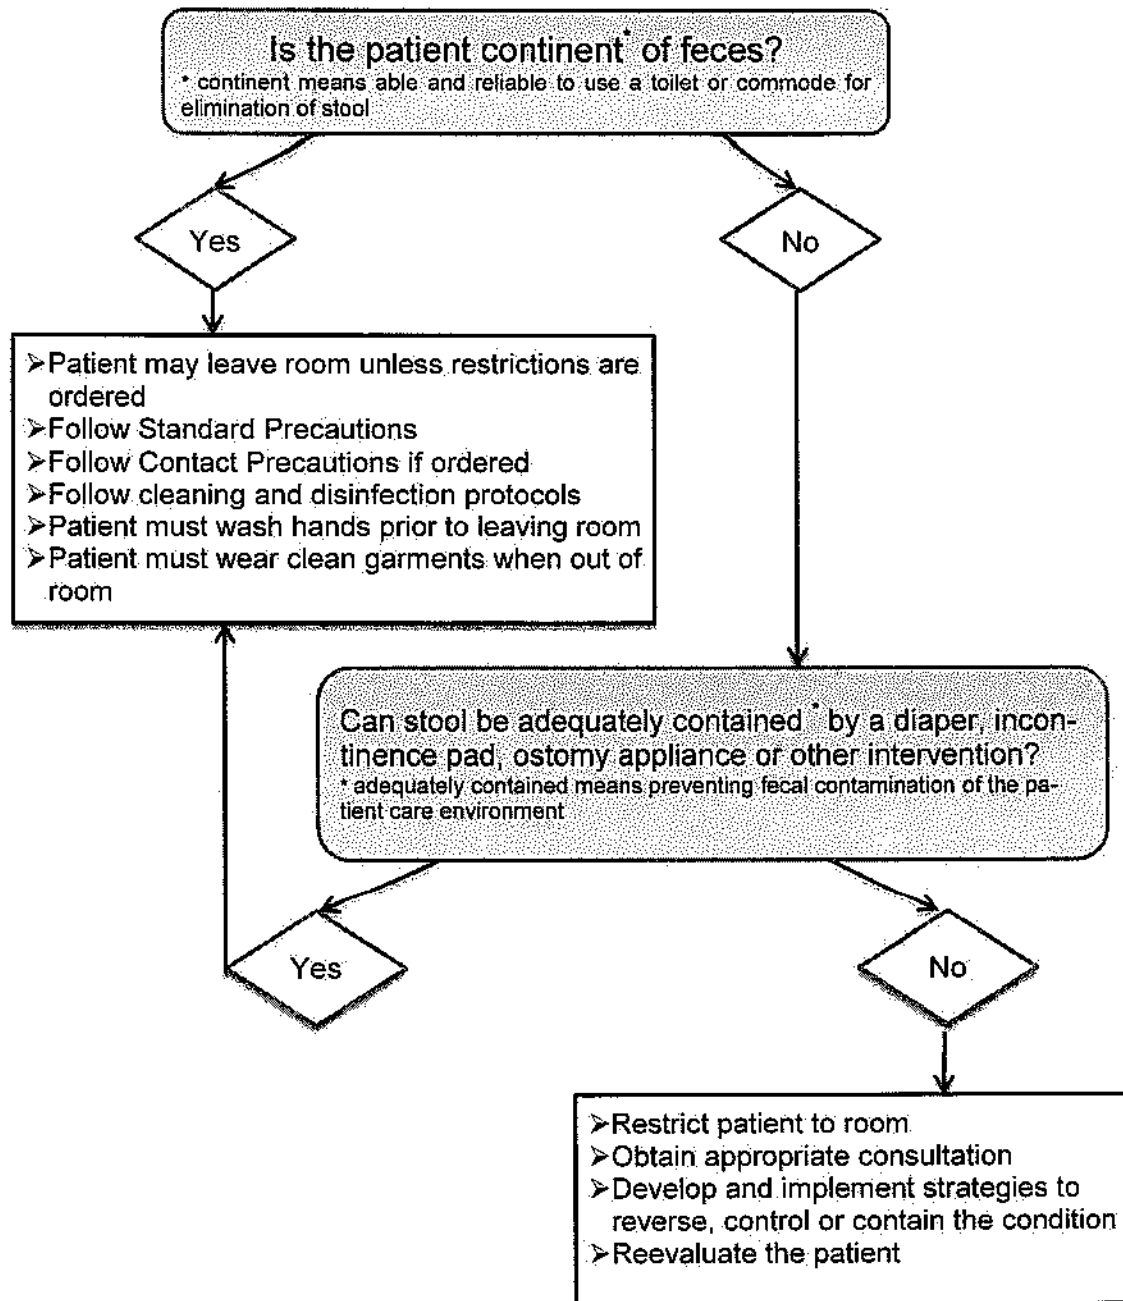 Is the patient continent* of feces?
* continent means able and reliable to use a toilet or commode for
elimination of stool
Yes
No
➢Patient may leave room unless restrictions are
ordered
➢Follow Standard Precautions
➢Follow Contact Precautions if ordered
➢Follow cleaning and disinfection protocols
➢Patient must wash hands prior to leaving room
➢Patient must wear clean garments when out of
room
Can stool be adequately contained * by a diaper, incon-
tinence pad, ostomy appliance or other intervention?
* adequately contained means preventing fecal contamination of the pa-
tient care environment
Yes
No
➢Restrict patient to room
➢Obtain appropriate consultation
➢Develop and implement strategies to
reverse, control or contain the condition
➢Reevaluate the patient